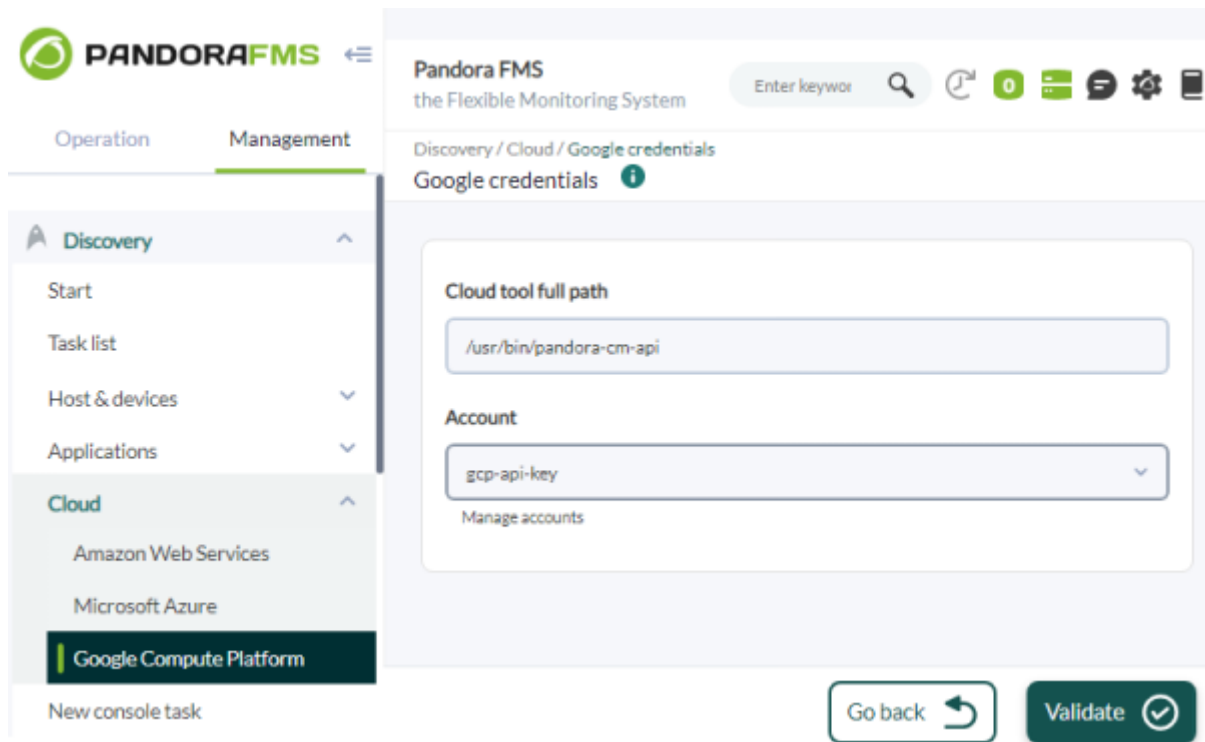 PANDORAFMS
Operation
Management
Discovery
Start
Task list
Host & devices
Applications
Cloud
Amazon Web Services
Microsoft Azure
Google Compute Platform
New console task
Pandora FMS
the Flexible Monitoring System
Enter keywor
0
Discovery / Cloud / Google credentials
Google credentials
Cloud tool full path
/usr/bin/pandora-cm-api
Account
gcp-api-key
Manage accounts
Go back
Validate